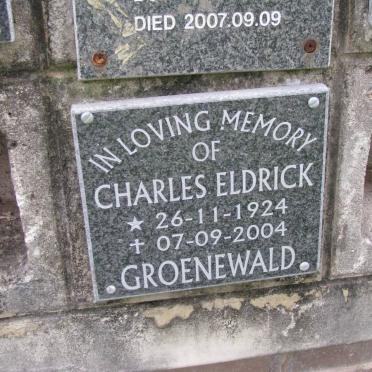 DIED 2007.09.09
IN LOVING MEMORY
OF
CHARLES ELDRICK
★ 26-11-1924
✝ 07-09-2004
GROENEWALD